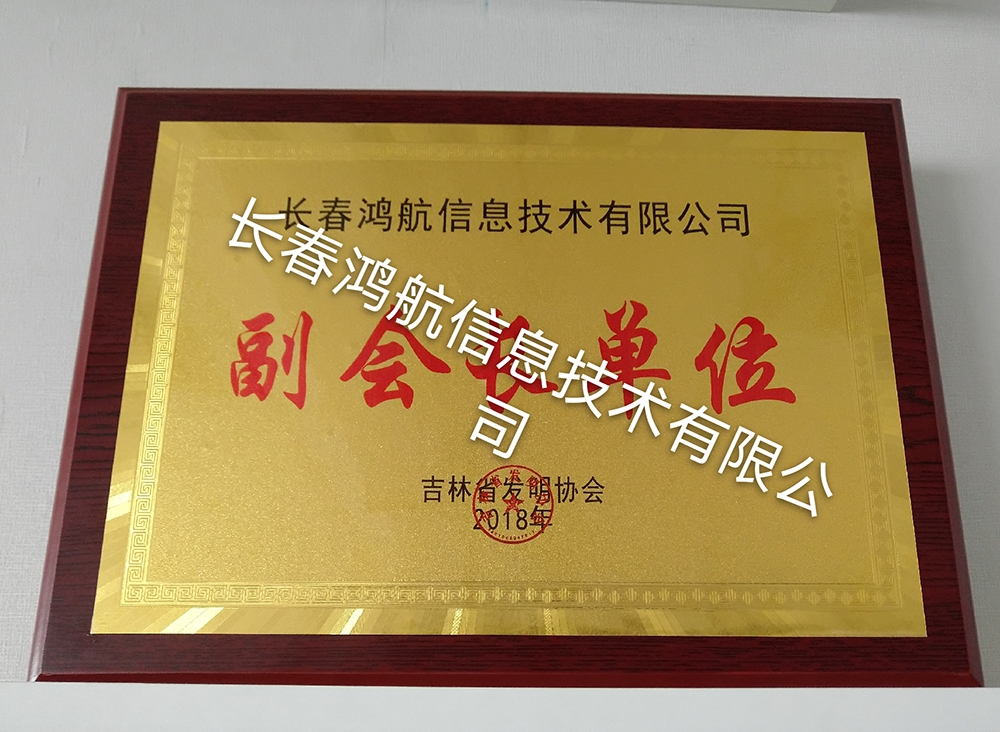 长春鸿航信息技术有限公司
副会长单位
吉林省发明协会
2018年
长春鸿航信息技术有限公
司